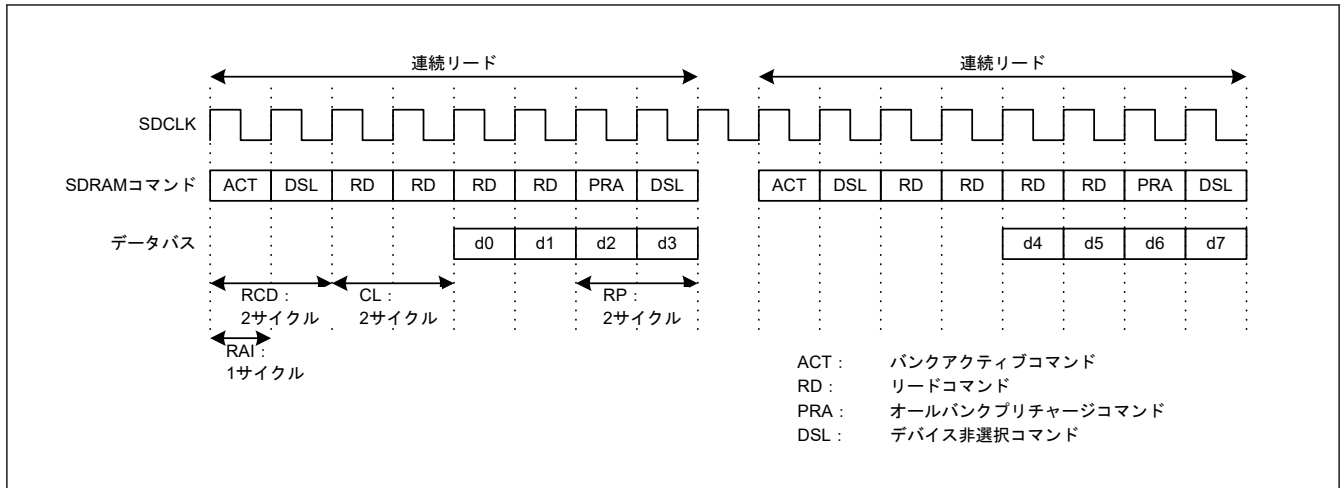 連続リード 連続リード
SDCLK
SDRAMコマンド ACT DSL RD RD RD RD PRA DSL ACT DSL RD RD RD RD PRA DSL
データバス d0 d1 d2 d3 d4 d5 d6 d7
RCD: CL: RP:
2サイクル 2サイクル 2サイクル
RAI:
1サイクル
ACT: バンクアクティブコマンド
RD: リードコマンド
PRA: オールバンクプリチャージコマンド
DSL: デバイス非選択コマンド